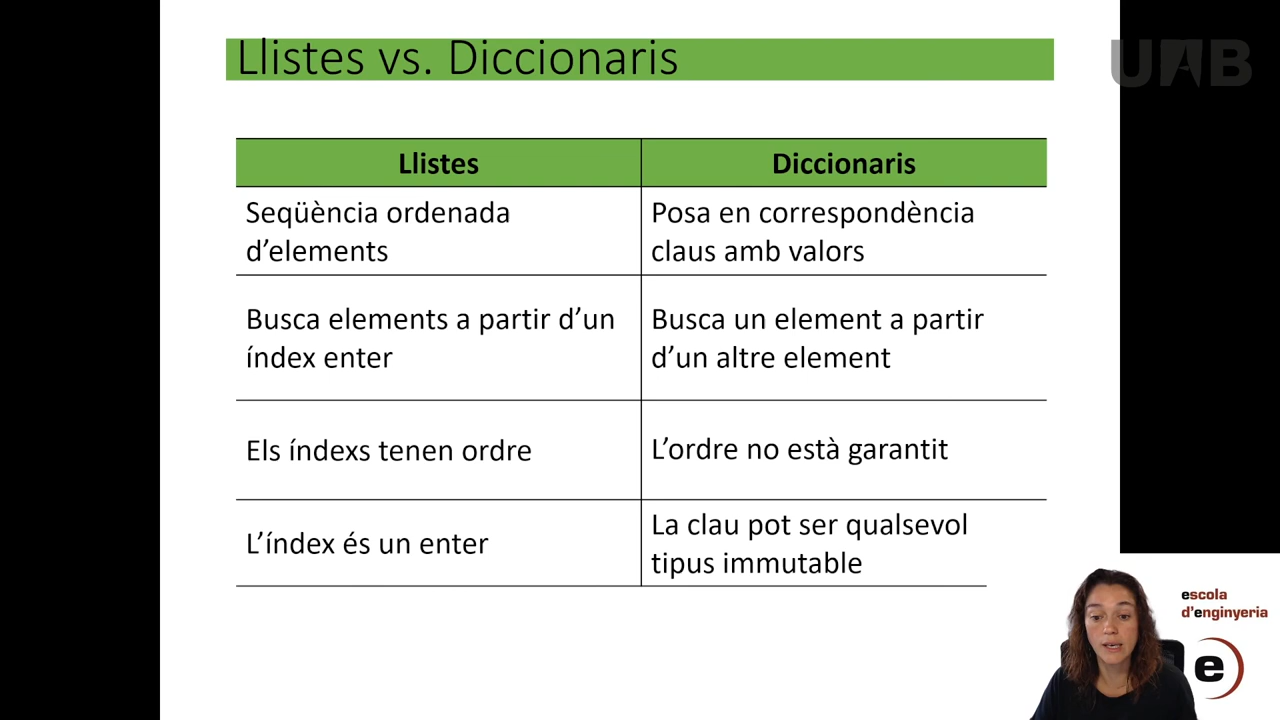 Llistes vs. Diccionaris
UAB
Llistes
Diccionaris
Seqüència ordenada
d’elements
Posa en correspondència
claus amb valors
Busca elements a partir d’un
índex enter
Busca un element a partir
d’un altre element
Els índexs tenen ordre
L’ordre no està garantit
L’índex és un enter
La clau pot ser qualsevol
tipus immutable
escola
d’enginyeria
e